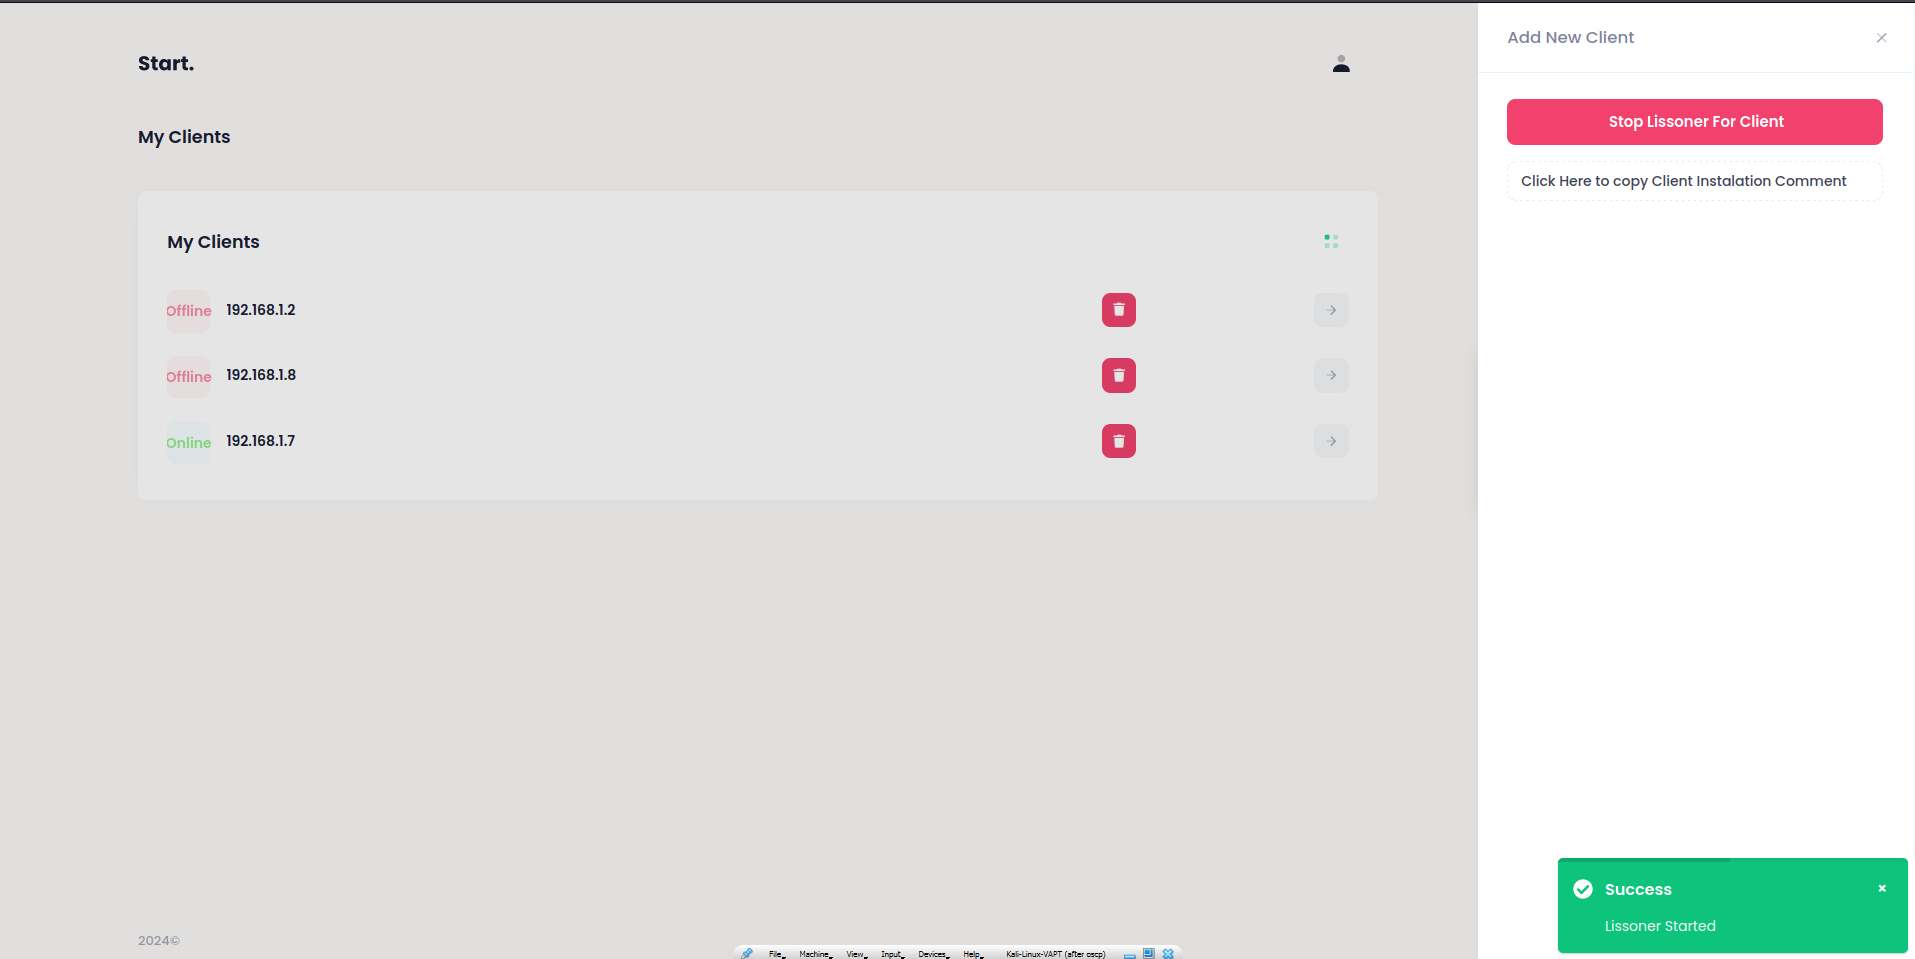 Start.
My Clients
My Clients
Offline 192.168.1.2
Offline 192.168.1.8
Online 192.168.1.7
2024©
Add New Client
Stop Lissoner For Client
Click Here to copy Client Instalation Comment
Success
Lissoner Started
File Machine View Input Devices Help Kali-Linux-VAPT (after oscp)